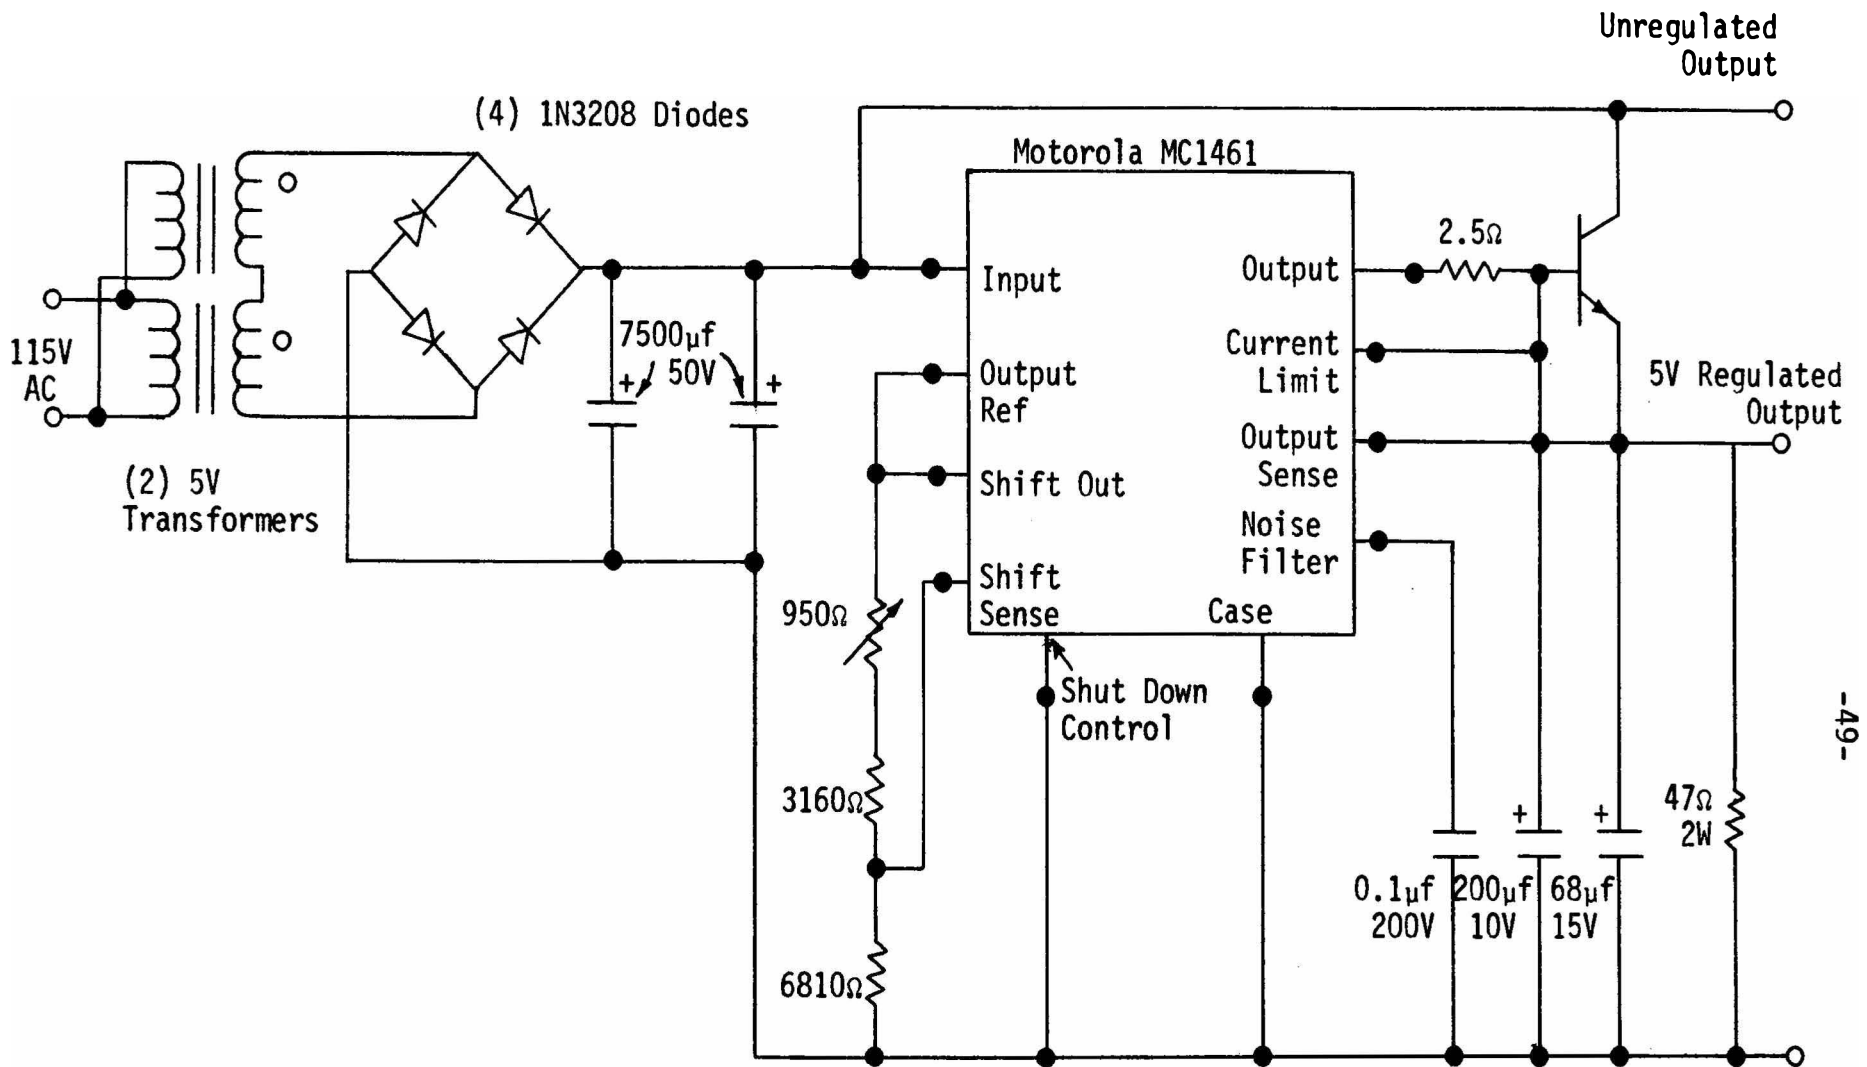 Unregulated
Output
(4) 1N3208 Diodes
Motorola MC1461
2.5Ω
Input
Output
7500µf
50V
+
+
115V
AC
Output
Ref
Current
Limit
5V Regulated
Output
Output
Sense
Shift Out
(2) 5V
Transformers
Noise
Filter
Shift
Sense
Case
950Ω
Shut Down
Control
-49-
3160Ω
+
+
47Ω
2W
0.1µf
200V
200µf
10V
68µf
15V
6810Ω